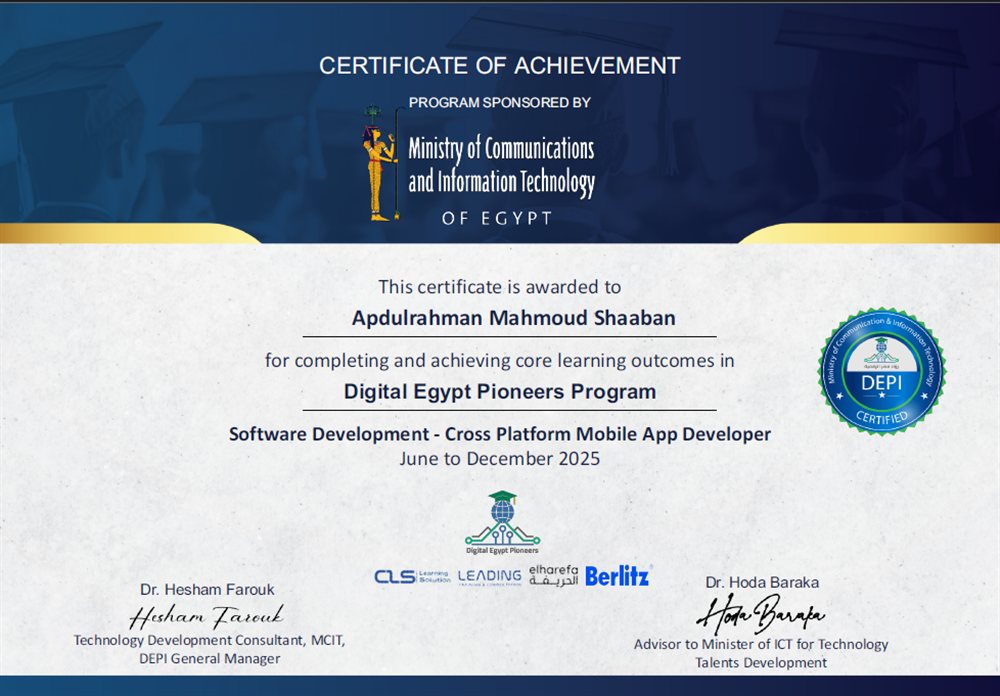 CERTIFICATE OF ACHIEVEMENT
PROGRAM SPONSORED BY
Ministry of Communications
and Information Technology
OF EGYPT
This certificate is awarded to
Apdulrahman Mahmoud Shaaban
for completing and achieving core learning outcomes in
Digital Egypt Pioneers Program
Software Development - Cross Platform Mobile App Developer
June to December 2025
Ministry of Communication & Information Technology
DEPI
CERTIFIED
Digital Egypt Pioneers
CLS Learning Solution
LEADING
elharefa
الحريفة
Berlitz
Dr. Hesham Farouk
Hesham Farouk
Technology Development Consultant, MCIT,
DEPI General Manager
Dr. Hoda Baraka
Hoda Baraka
Advisor to Minister of ICT for Technology
Talents Development